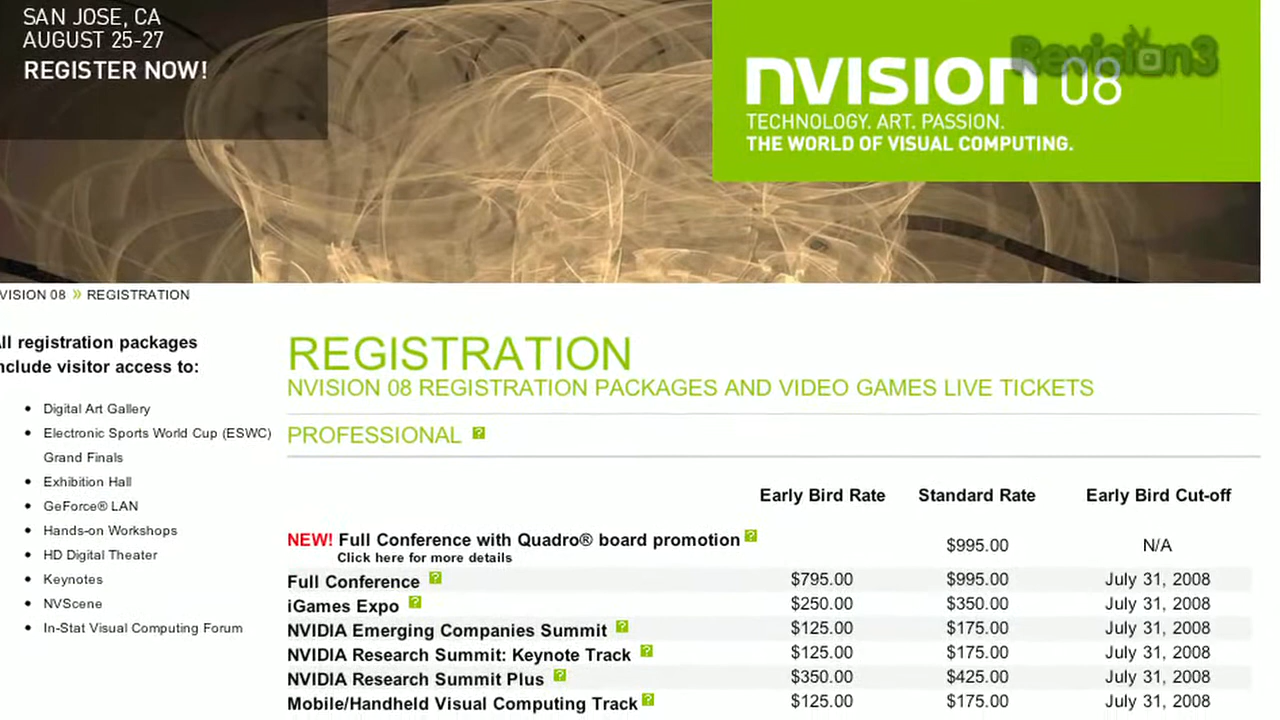 SAN JOSE, CA
AUGUST 25-27
REGISTER NOW!
Revision3
nvision 08
TECHNOLOGY. ART. PASSION.
THE WORLD OF VISUAL COMPUTING.
VISION 08 » REGISTRATION
ll registration packages
nclude visitor access to:
• Digital Art Gallery
• Electronic Sports World Cup (ESWC)
Grand Finals
• Exhibition Hall
• GeForce® LAN
• Hands-on Workshops
• HD Digital Theater
• Keynotes
• NVScene
• In-Stat Visual Computing Forum
REGISTRATION
NVISION 08 REGISTRATION PACKAGES AND VIDEO GAMES LIVE TICKETS
PROFESSIONAL ?
Early Bird Rate Standard Rate Early Bird Cut-off
NEW! Full Conference with Quadro® board promotion ? $995.00 N/A
Click here for more details
Full Conference ? $795.00 $995.00 July 31, 2008
iGames Expo ? $250.00 $350.00 July 31, 2008
NVIDIA Emerging Companies Summit ? $125.00 $175.00 July 31, 2008
NVIDIA Research Summit: Keynote Track ? $125.00 $175.00 July 31, 2008
NVIDIA Research Summit Plus ? $350.00 $425.00 July 31, 2008
Mobile/Handheld Visual Computing Track ? $125.00 $175.00 July 31, 2008